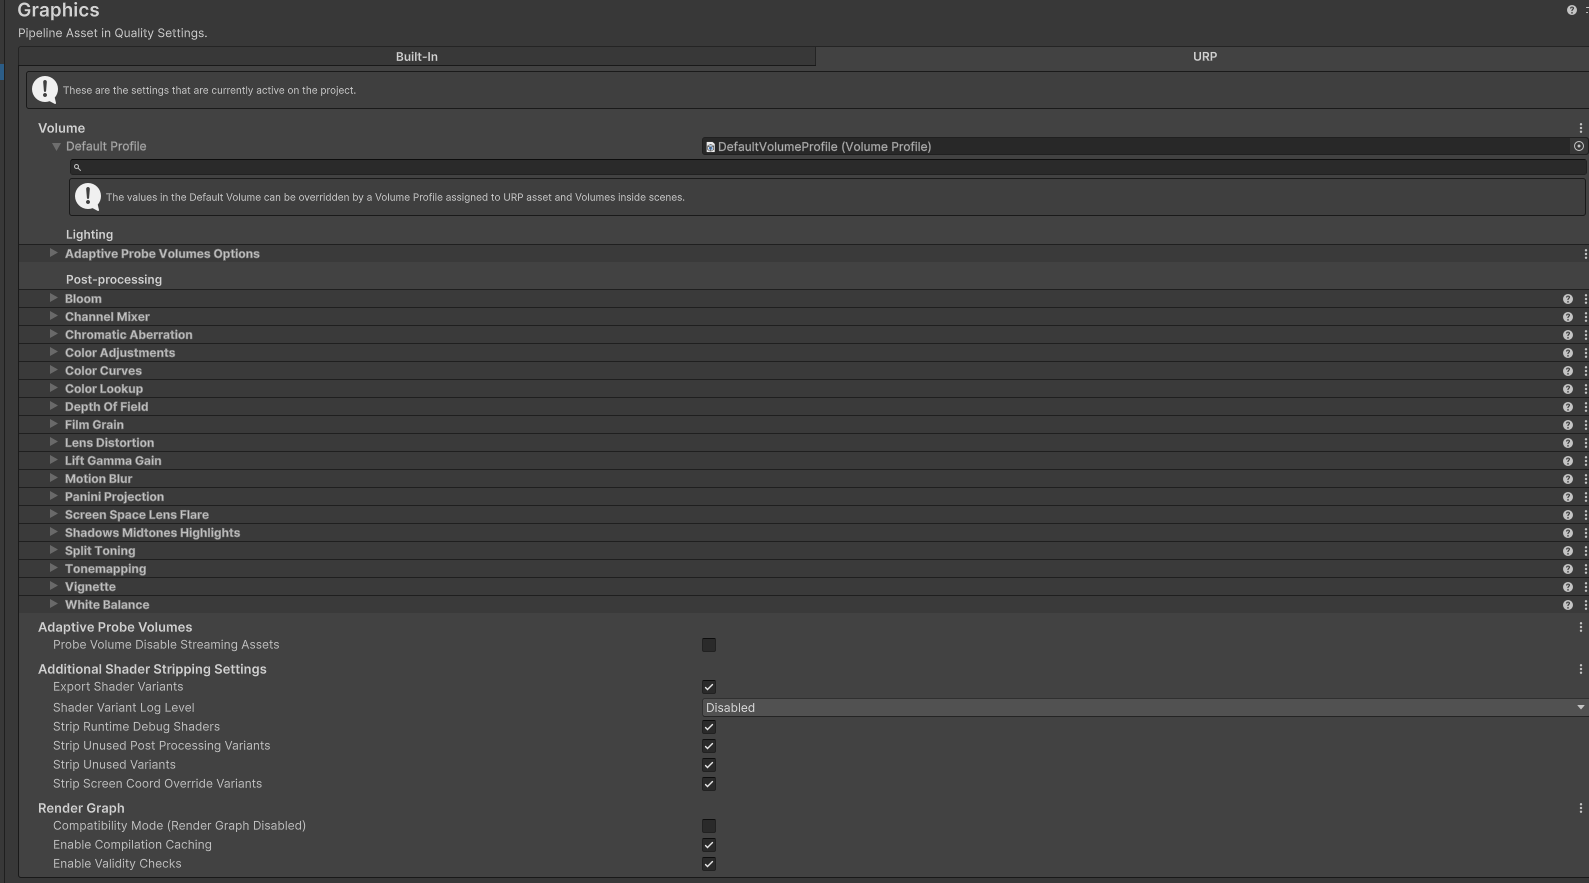 Graphics
Pipeline Asset in Quality Settings.
Built-In
URP
These are the settings that are currently active on the project.
Volume
Default Profile
DefaultVolumeProfile (Volume Profile)
The values in the Default Volume can be overridden by a Volume Profile assigned to URP asset and Volumes inside scenes.
Lighting
Adaptive Probe Volumes Options
Post-processing
Bloom
Channel Mixer
Chromatic Aberration
Color Adjustments
Color Curves
Color Lookup
Depth Of Field
Film Grain
Lens Distortion
Lift Gamma Gain
Motion Blur
Panini Projection
Screen Space Lens Flare
Shadows Midtones Highlights
Split Toning
Tonemapping
Vignette
White Balance
Adaptive Probe Volumes
Probe Volume Disable Streaming Assets
Additional Shader Stripping Settings
Export Shader Variants
Shader Variant Log Level
Disabled
Strip Runtime Debug Shaders
Strip Unused Post Processing Variants
Strip Unused Variants
Strip Screen Coord Override Variants
Render Graph
Compatibility Mode (Render Graph Disabled)
Enable Compilation Caching
Enable Validity Checks